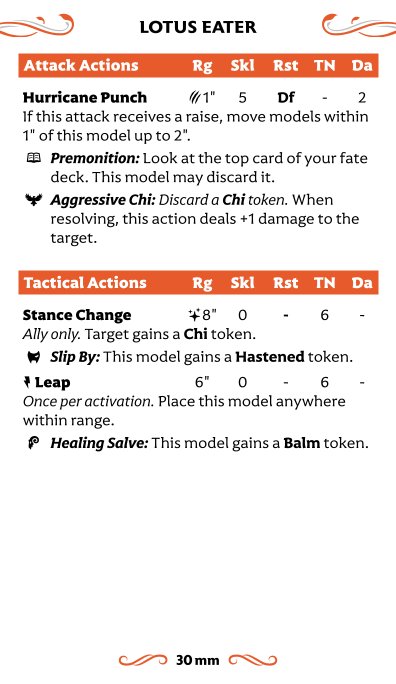 LOTUS EATER
Attack Actions Rg Skl Rst TN Da
Hurricane Punch 1" 5 Df - 2
If this attack receives a raise, move models within
1" of this model up to 2".
Premonition: Look at the top card of your fate
deck. This model may discard it.
Aggressive Chi: Discard a Chi token. When
resolving, this action deals +1 damage to the
target.
Tactical Actions Rg Skl Rst TN Da
Stance Change 8" 0 - 6 -
Ally only. Target gains a Chi token.
Slip By: This model gains a Hastened token.
Leap 6" 0 - 6 -
Once per activation. Place this model anywhere
within range.
Healing Salve: This model gains a Balm token.
30 mm